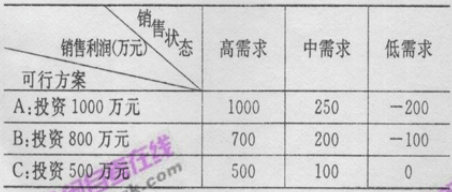 销售状态
销售利润(万元)
可行方案
高需求 中需求 低需求
A:投资1000万元 1000 250 -200
B:投资800万元 700 200 -100
C:投资500万元 500 100 0